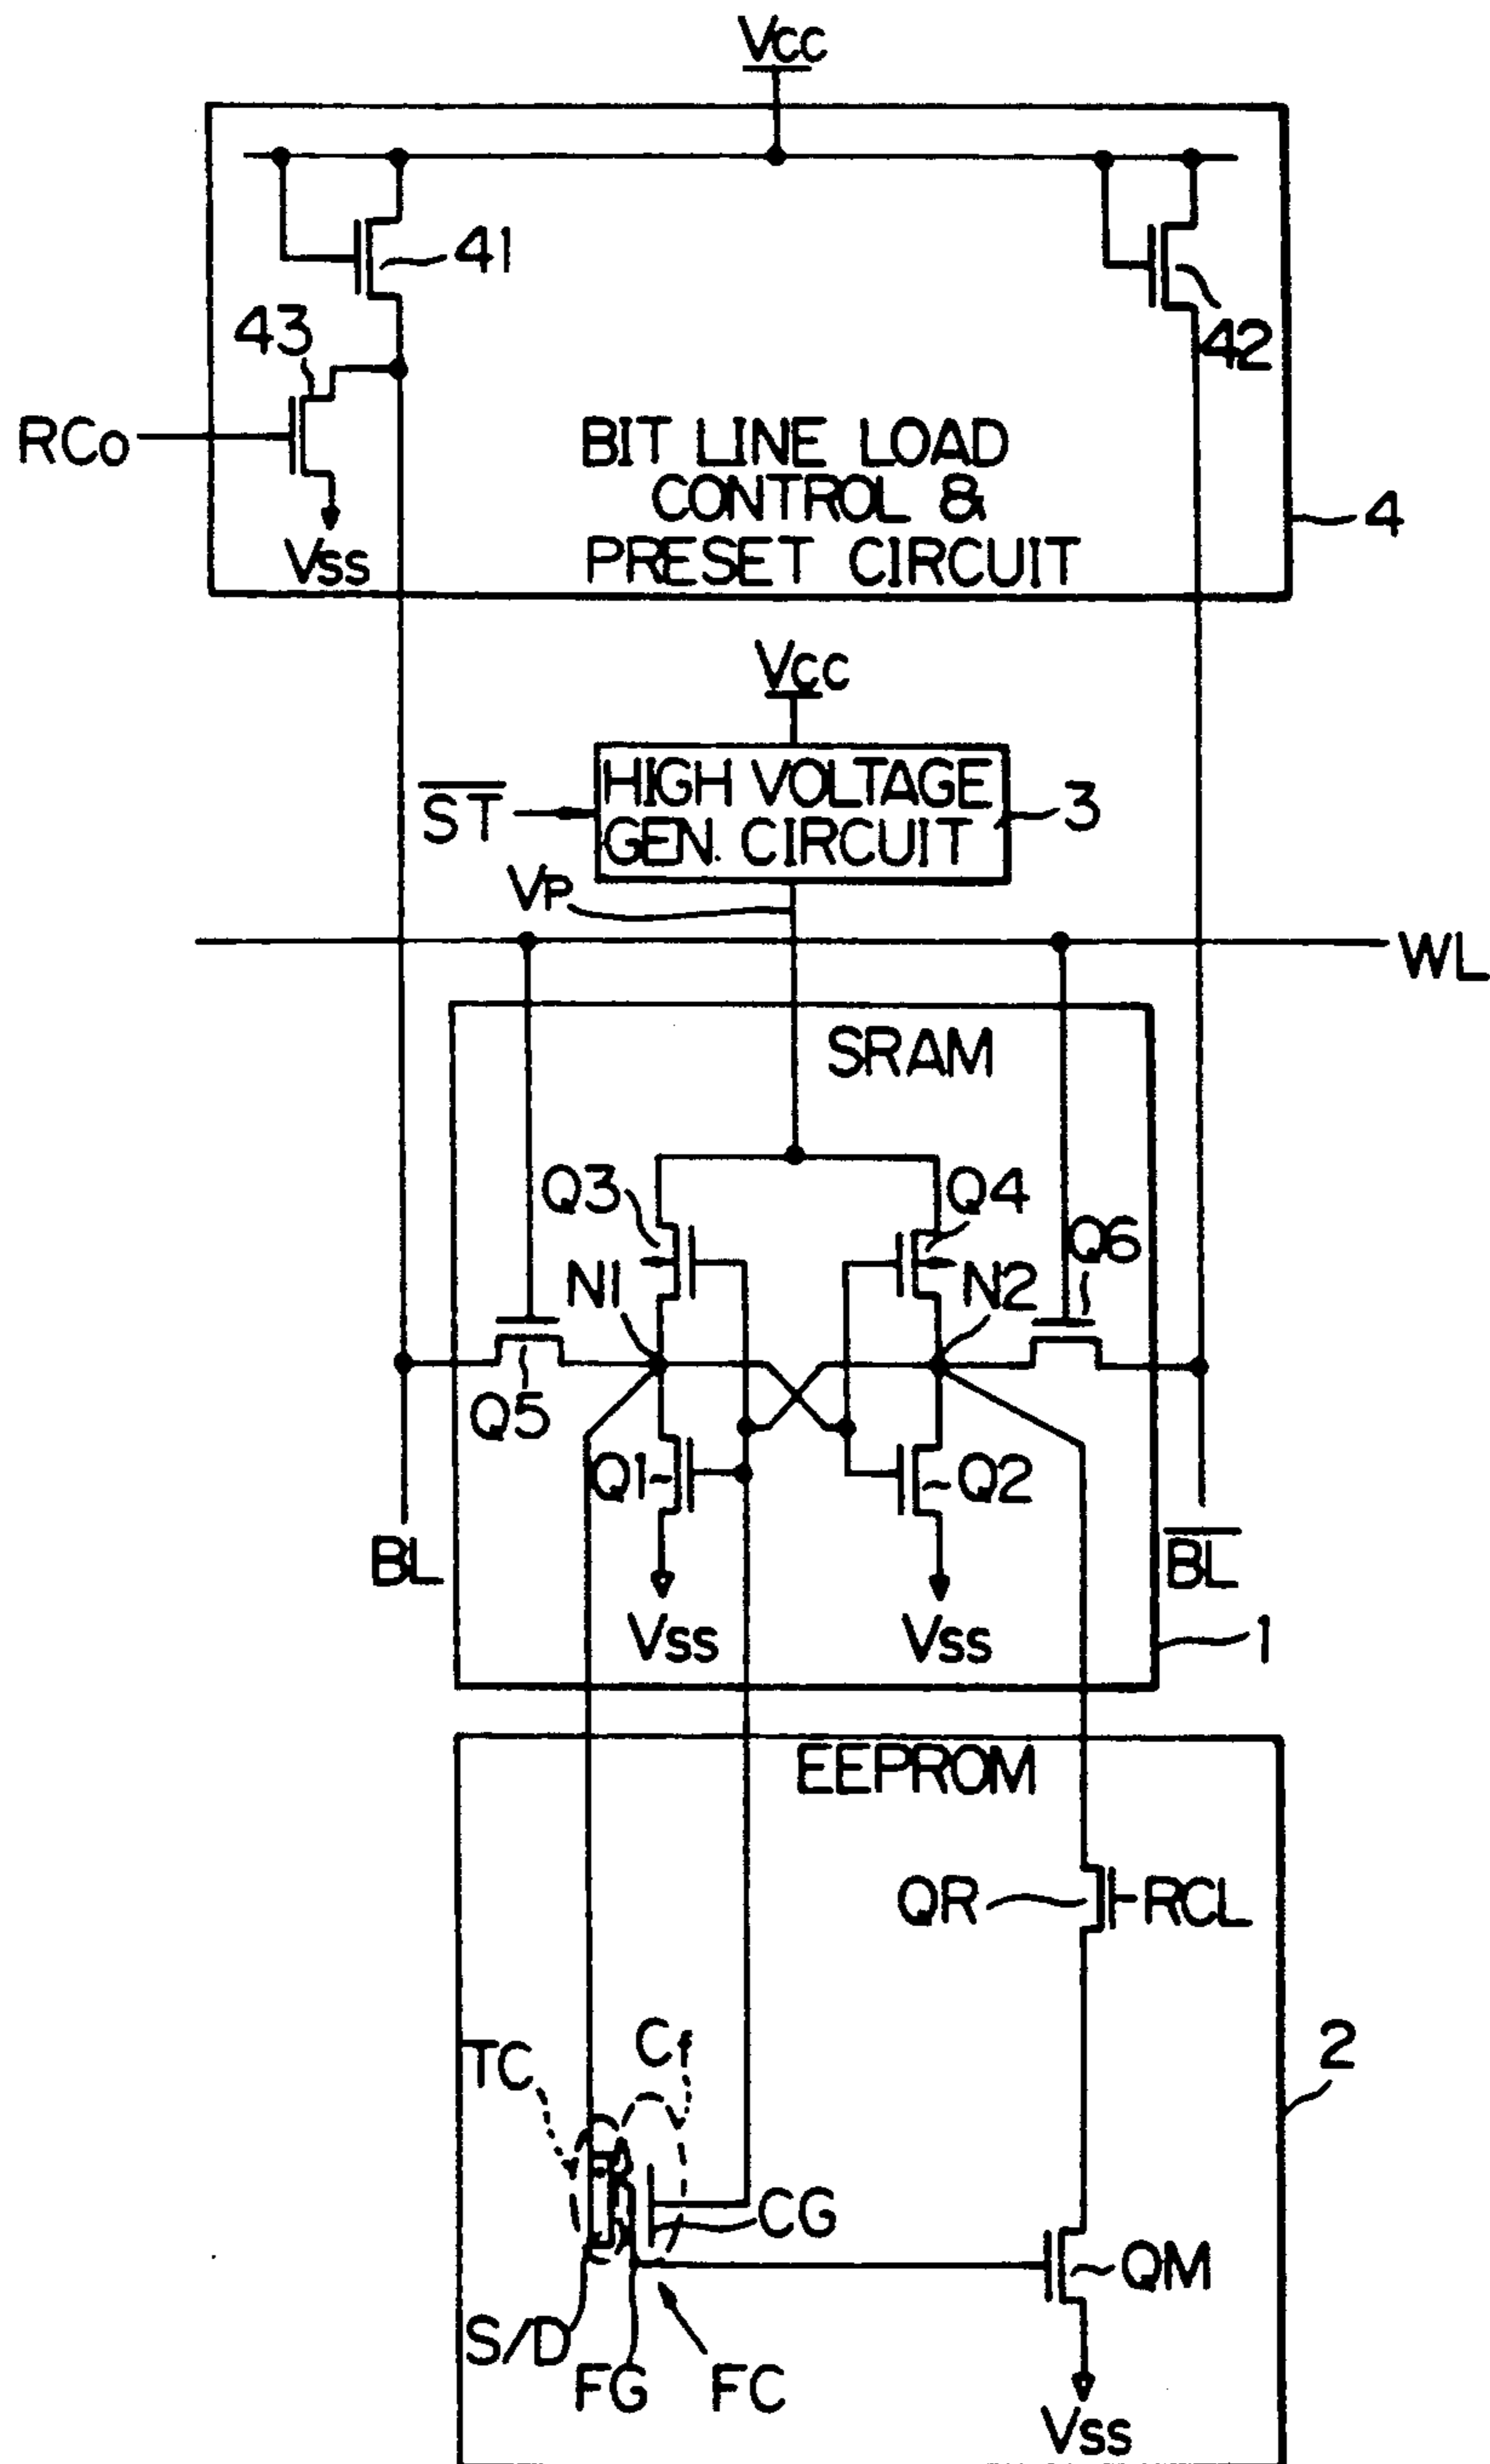 Vcc
41
43
42
RCo
BIT LINE LOAD
CONTROL &
PRESET CIRCUIT
4
Vss
Vcc
S̅T̅
HIGH VOLTAGE
GEN. CIRCUIT
3
VP
WL
SRAM
Q3
Q4
Q6
N1
N2
Q5
Q1
Q2
BL
B̅L̅
Vss
Vss
1
EEPROM
QR
RCL
TC
Cf
2
CG
QM
S/D
FG
FC
Vss